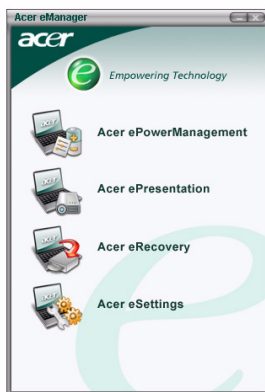 Acer eManager
acer
e Empowering Technology
Acer ePowerManagement
Acer ePresentation
Acer eRecovery
Acer eSettings